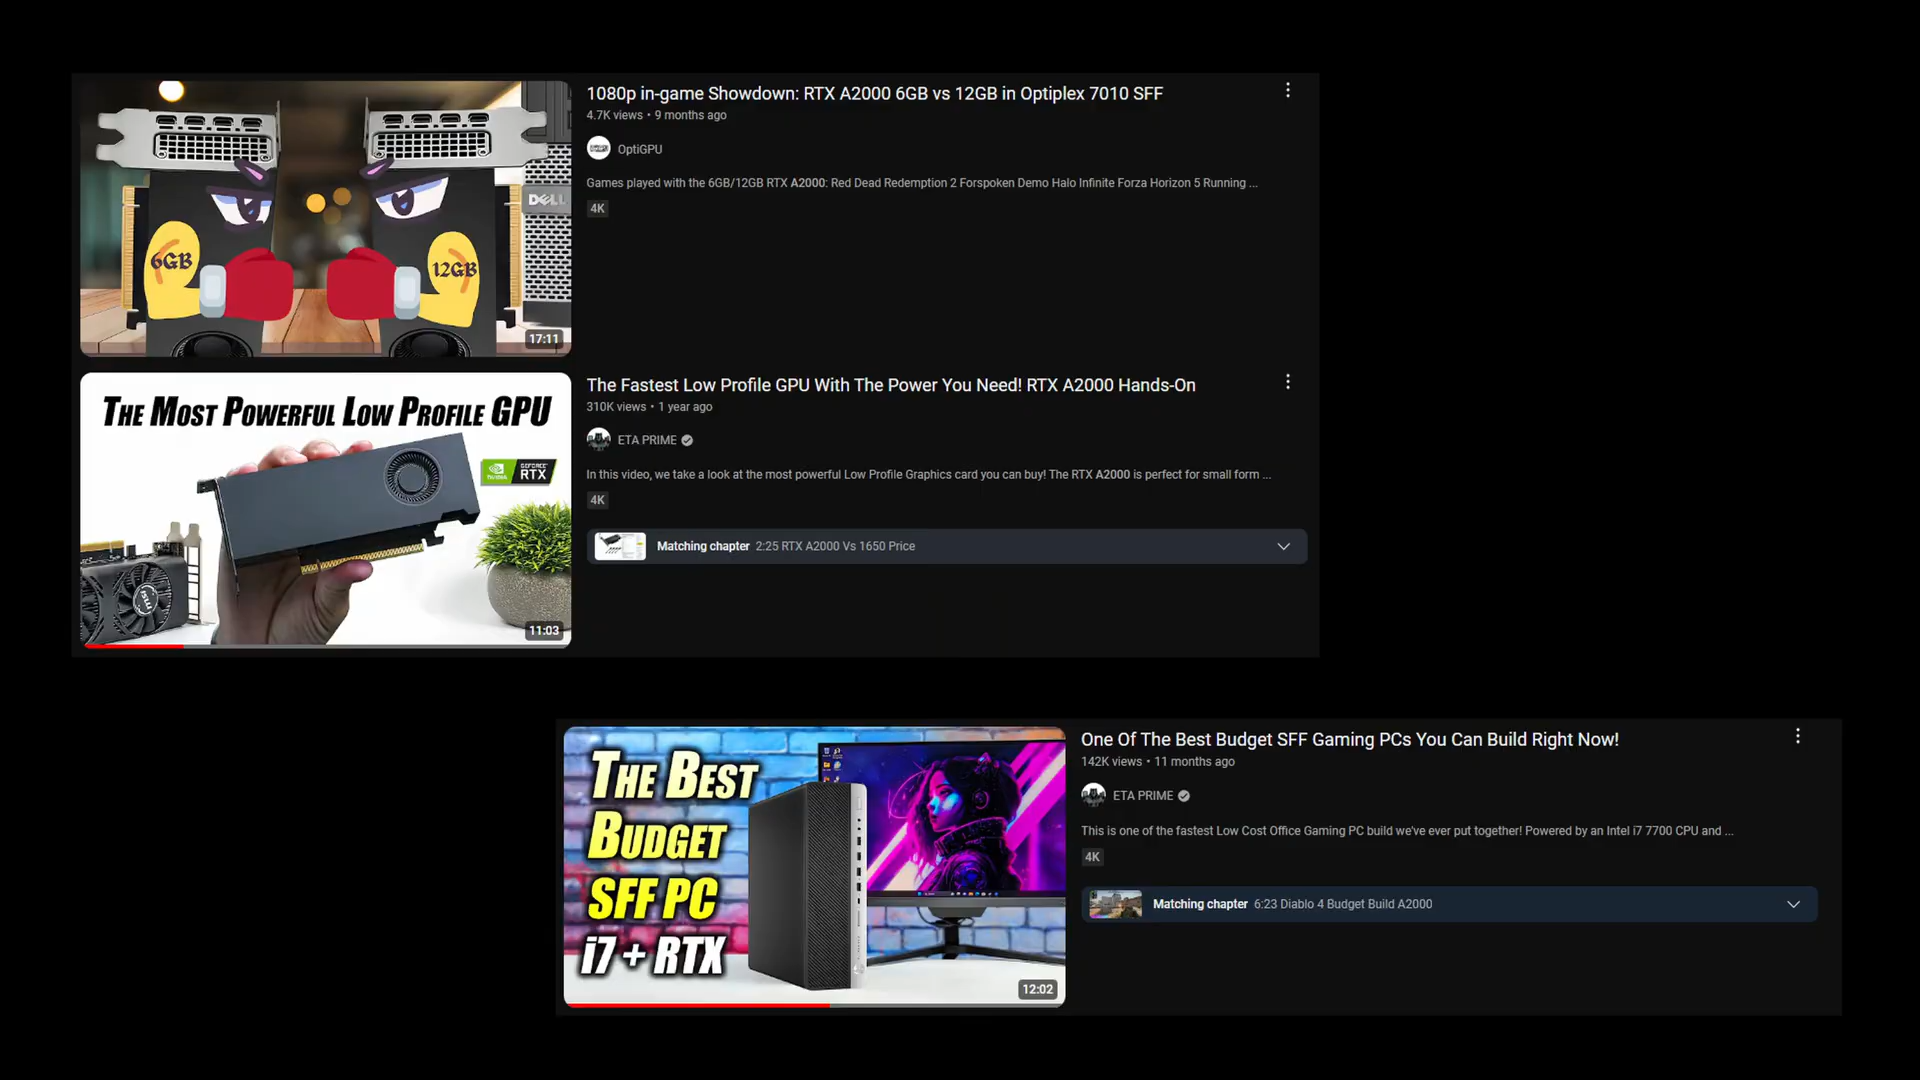 6GB
12GB
DELL
17:11
1080p in-game Showdown: RTX A2000 6GB vs 12GB in Optiplex 7010 SFF
4.7K views • 9 months ago
OptiGPU
Games played with the 6GB/12GB RTX A2000: Red Dead Redemption 2 Forspoken Demo Halo Infinite Forza Horizon 5 Running ...
4K
THE MOST POWERFUL LOW PROFILE GPU
NVIDIA
GEFORCE
RTX
msi
11:03
The Fastest Low Profile GPU With The Power You Need! RTX A2000 Hands-On
310K views • 1 year ago
ETA PRIME
In this video, we take a look at the most powerful Low Profile Graphics card you can buy! The RTX A2000 is perfect for small form ...
4K
Matching chapter 2:25 RTX A2000 Vs 1650 Price
THE BEST
BUDGET
SFF PC
i7 + RTX
12:02
One Of The Best Budget SFF Gaming PCs You Can Build Right Now!
142K views • 11 months ago
ETA PRIME
This is one of the fastest Low Cost Office Gaming PC build we've ever put together! Powered by an Intel i7 7700 CPU and ...
4K
Matching chapter 6:23 Diablo 4 Budget Build A2000